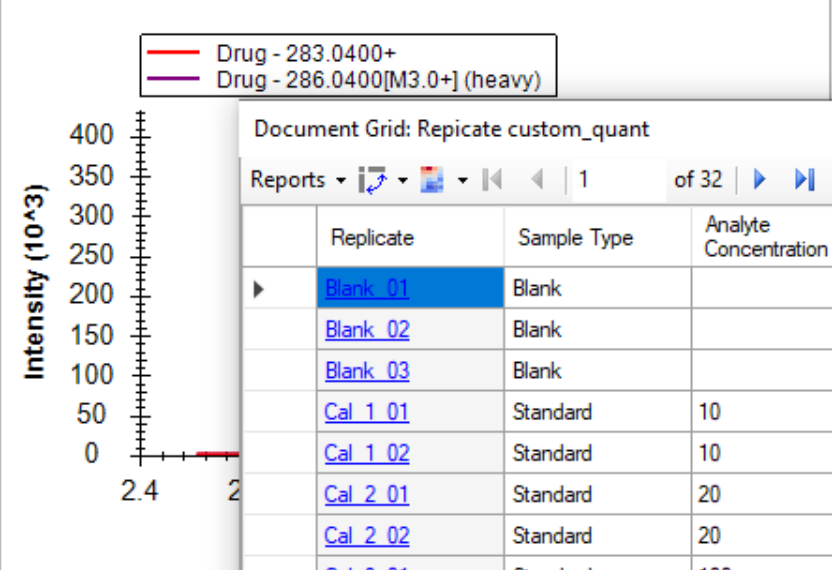 Drug - 283.0400+
Drug - 286.0400[M3.0+] (heavy)
Document Grid: Repicate custom_quant
Reports
1 of 32
Replicate Sample Type Analyte Concentration
Blank_01 Blank
Blank_02 Blank
Blank_03 Blank
Cal_1_01 Standard 10
Cal_1_02 Standard 10
Cal_2_01 Standard 20
Cal_2_02 Standard 20
Intensity (10^3)
400
350
300
250
200
150
100
50
0
2.4